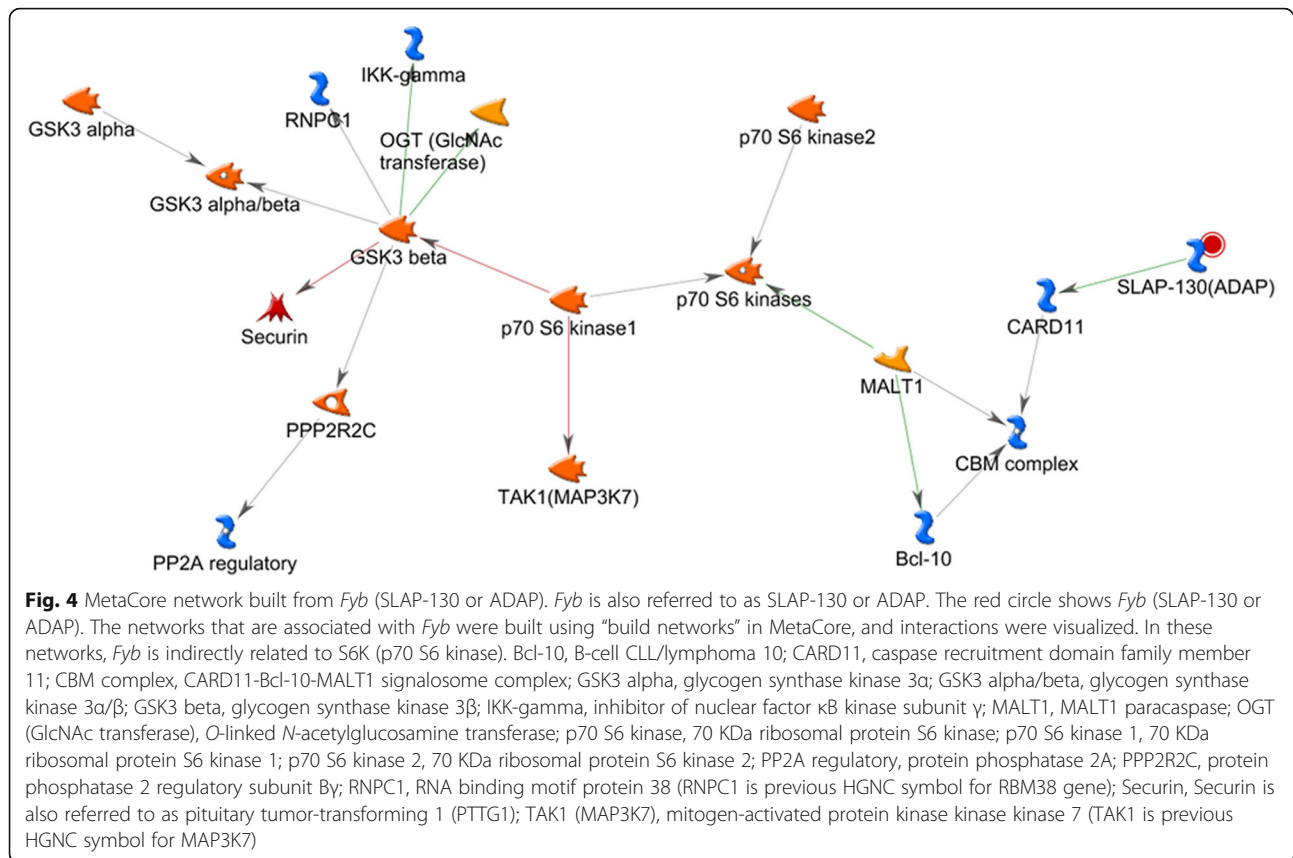 IKK-gamma
GSK3 alpha
RNPC1
OGT (GlcNAc
transferase)
p70 S6 kinase2
GSK3 alpha/beta
GSK3 beta
SLAP-130(ADAP)
p70 S6 kinases
CARD11
Securin
p70 S6 kinase1
MALT1
PPP2R2C
CBM complex
TAK1(MAP3K7)
PP2A regulatory
Bcl-10
Fig. 4 MetaCore network built from Fyb (SLAP-130 or ADAP). Fyb is also referred to as SLAP-130 or ADAP. The red circle shows Fyb (SLAP-130 or
ADAP). The networks that are associated with Fyb were built using “build networks” in MetaCore, and interactions were visualized. In these
networks, Fyb is indirectly related to S6K (p70 S6 kinase). Bcl-10, B-cell CLL/lymphoma 10; CARD11, caspase recruitment domain family member
11; CBM complex, CARD11-Bcl-10-MALT1 signalosome complex; GSK3 alpha, glycogen synthase kinase 3α; GSK3 alpha/beta, glycogen synthase
kinase 3α/β; GSK3 beta, glycogen synthase kinase 3β; IKK-gamma, inhibitor of nuclear factor κB kinase subunit γ; MALT1, MALT1 paracaspase; OGT
(GlcNAc transferase), O-linked N-acetylglucosamine transferase; p70 S6 kinase, 70 KDa ribosomal protein S6 kinase; p70 S6 kinase 1, 70 KDa
ribosomal protein S6 kinase 1; p70 S6 kinase 2, 70 KDa ribosomal protein S6 kinase 2; PP2A regulatory, protein phosphatase 2A; PPP2R2C, protein
phosphatase 2 regulatory subunit Bγ; RNPC1, RNA binding motif protein 38 (RNPC1 is previous HGNC symbol for RBM38 gene); Securin, Securin is
also referred to as pituitary tumor-transforming 1 (PTTG1); TAK1 (MAP3K7), mitogen-activated protein kinase kinase kinase 7 (TAK1 is previous
HGNC symbol for MAP3K7)